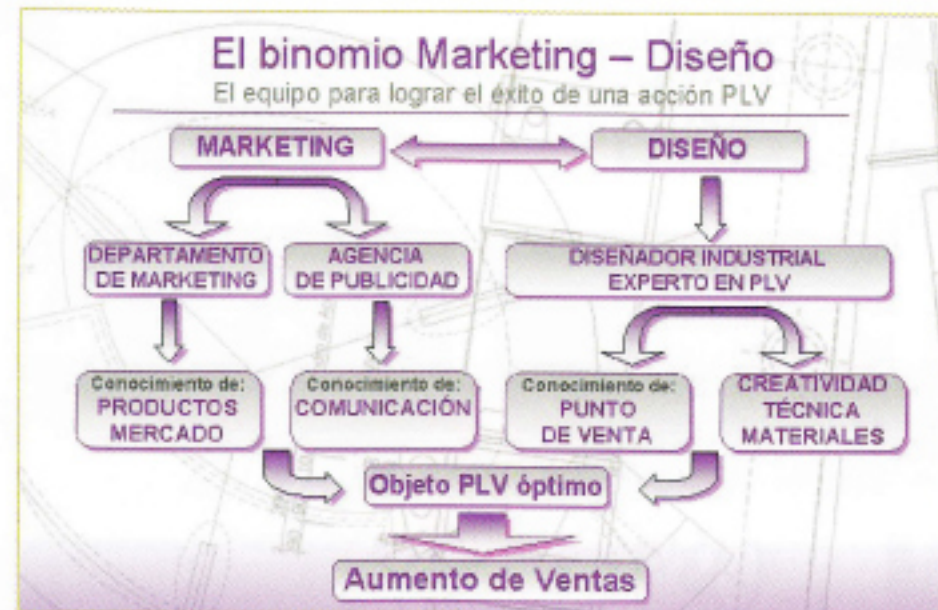 El binomio Marketing – Diseño
El equipo para lograr el éxito de una acción PLV
MARKETING
DISEÑO
DEPARTAMENTO
DE MARKETING
AGENCIA
DE PUBLICIDAD
DISEÑADOR INDUSTRIAL
EXPERTO EN PLV
Conocimiento de:
PRODUCTOS
MERCADO
Conocimiento de:
COMUNICACIÓN
Conocimiento de:
PUNTO
DE VENTA
CREATIVIDAD
TÉCNICA
MATERIALES
Objeto PLV óptimo
Aumento de Ventas